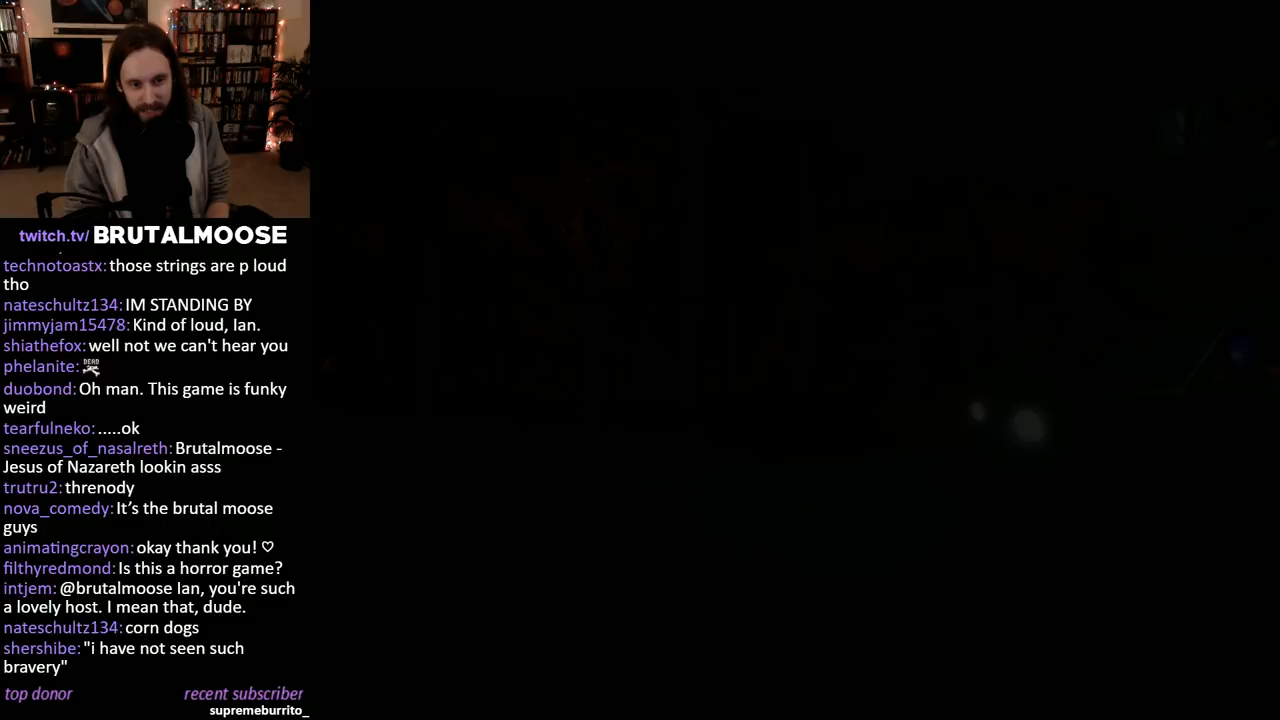 twitch.tv/ BRUTALMOOSE
technotoastx: those strings are p loud
tho
nateschultz134: IM STANDING BY
jimmyjam15478: Kind of loud, Ian.
shiathefox: well not we can't hear you
phelanite: DEAD
duobond: Oh man. This game is funky
weird
tearfulneko: .....ok
sneezus_of_nasalreth: Brutalmoose -
Jesus of Nazareth lookin asss
trutru2: threnody
nova_comedy: It’s the brutal moose
guys
animatingcrayon: okay thank you! ♡
filthyredmond: Is this a horror game?
intjem: @brutalmoose Ian, you're such
a lovely host. I mean that, dude.
nateschultz134: corn dogs
shershibe: "i have not seen such
bravery"
top donor recent subscriber
supremeburrito_